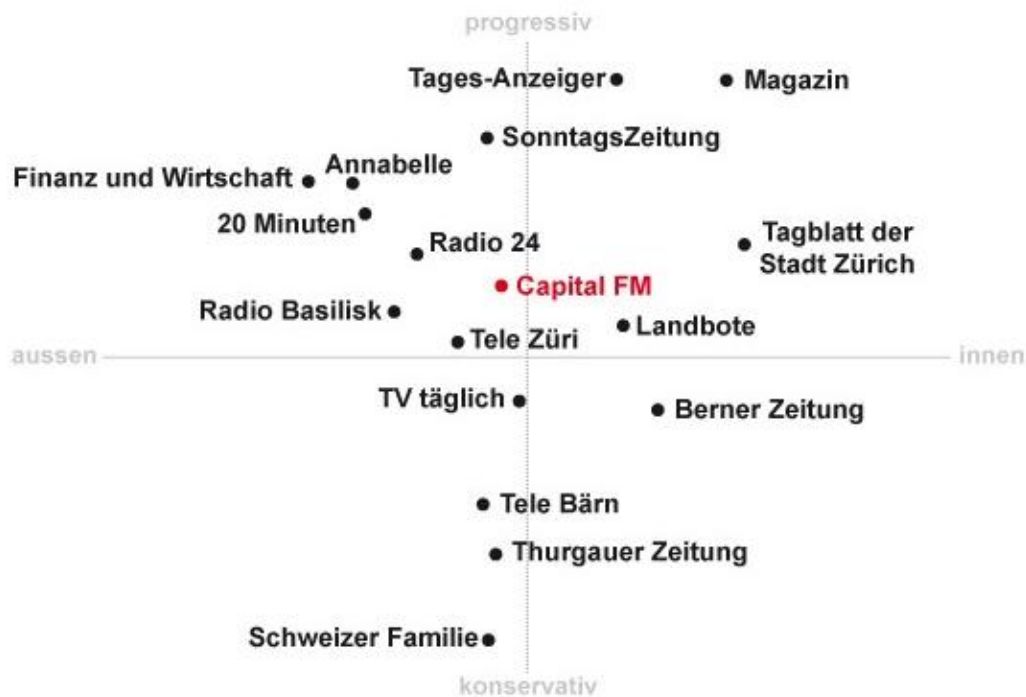 progressiv
Tages-Anzeiger
Magazin
SonntagsZeitung
Annabelle
Finanz und Wirtschaft
20 Minuten
Radio 24
Tagblatt der
Stadt Zürich
Capital FM
Radio Basilisk
Landbote
Tele Züri
aussen
innen
TV täglich
Berner Zeitung
Tele Bärn
Thurgauer Zeitung
Schweizer Familie
konservativ